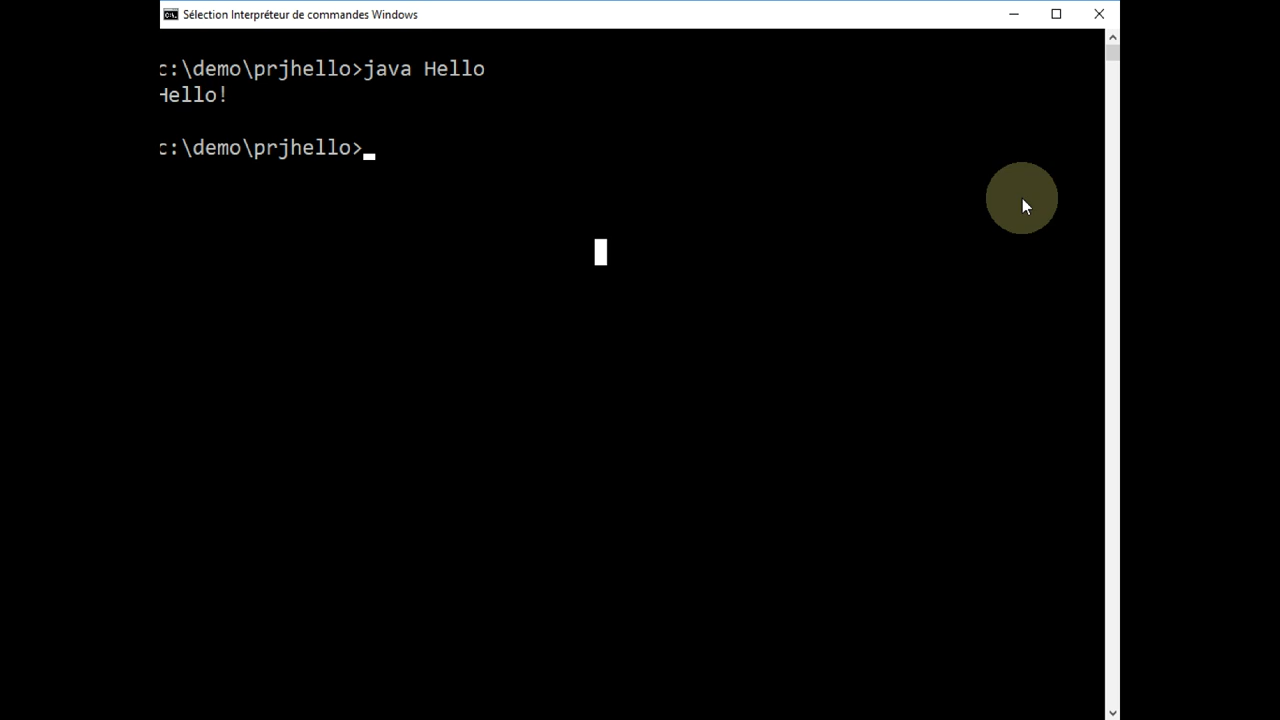 Sélection Interpréteur de commandes Windows
c:\demo\prjhello>java Hello
Hello!
c:\demo\prjhello>